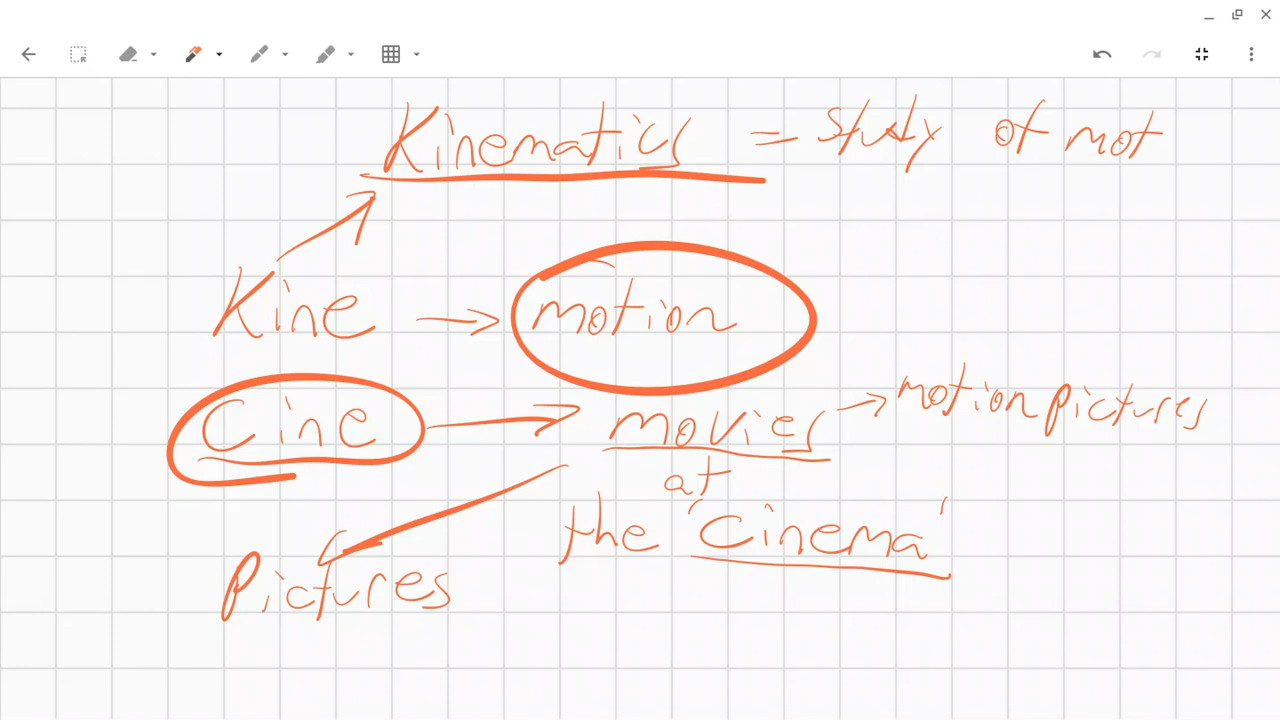 Kinematics = Study of mot
Kine → motion
Cine → movies → motion pictures
at
the 'Cinema'
Pictures